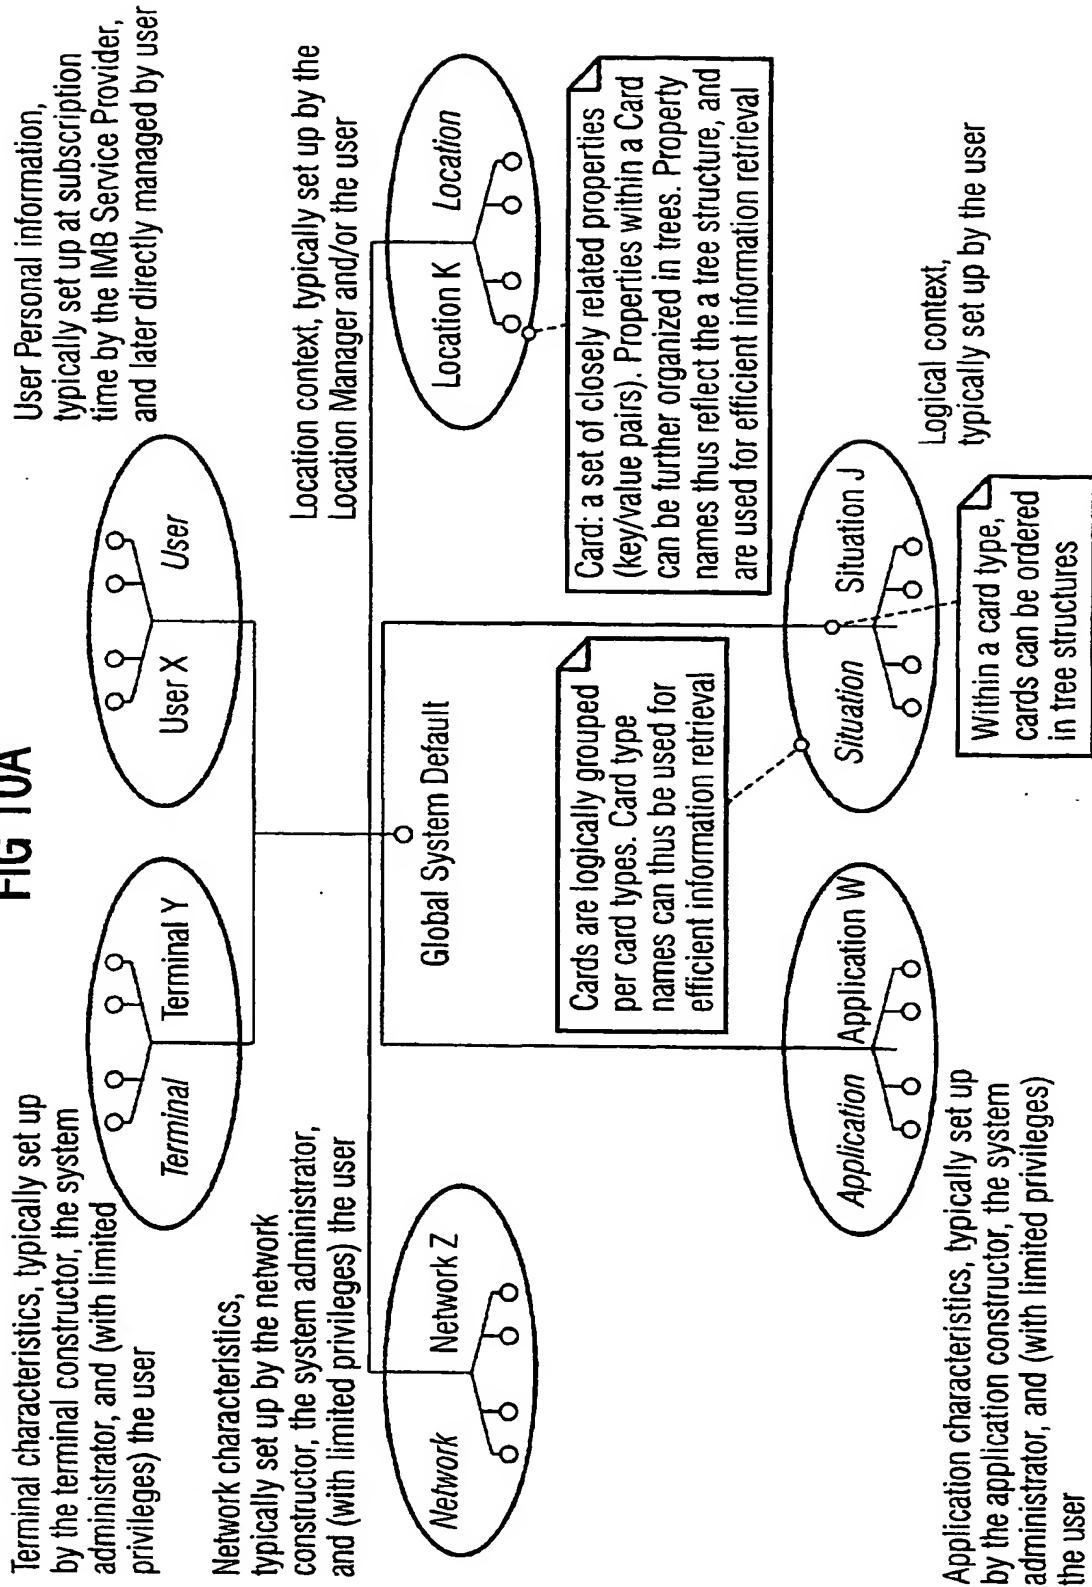 FIG 10A
Terminal characteristics, typically set up
by the terminal constructor, the system
administrator, and (with limited
privileges) the user
Terminal
Terminal Y
User X
User
User Personal information,
typically set up at subscription
time by the IMB Service Provider,
and later directly managed by user
Network characteristics,
typically set up by the network
constructor, the system administrator,
and (with limited privileges) the user
Network
Network Z
Global System Default
Location context, typically set up by the
Location Manager and/or the user
Location K
Location
Cards are logically grouped
per card types. Card type
names can thus be used for
efficient information retrieval
Card: a set of closely related properties
(key/value pairs). Properties within a Card
can be further organized in trees. Property
names thus reflect the a tree structure, and
are used for efficient information retrieval
Application
Application W
Situation
Situation J
Logical context,
typically set up by the user
Within a card type,
cards can be ordered
in tree structures
Application characteristics, typically set up
by the application constructor, the system
administrator, and (with limited privileges)
the user